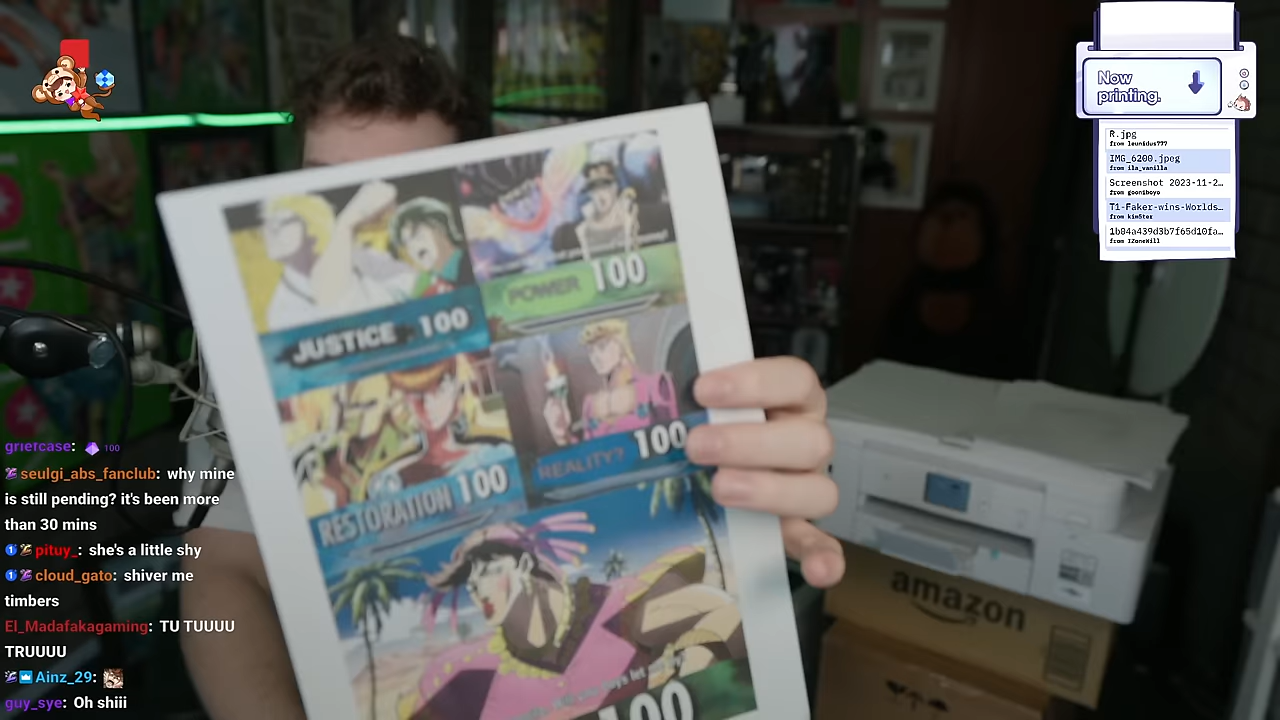 Now
printing.
R.jpg
from leunidus777
IMG_6200.jpeg
from ila_vanilla
Screenshot 2023-11-2…
from gooniboyo
T1-Faker-wins-Worlds…
from kim5tex
1b04a439d3b7f65d10fa…
JUSTICE 100
POWER 100
RESTORATION 100
REALITY? 100
100
amazon
griefcase: 100
seulgi_abs_fanclub: why mine
is still pending? it's been more
than 30 mins
pituy_: she's a little shy
cloud_gato: shiver me
timbers
El_Madafakagaming: TU TUUUU
TRUUUU
Ainz_29:
guy_sye: Oh shiii